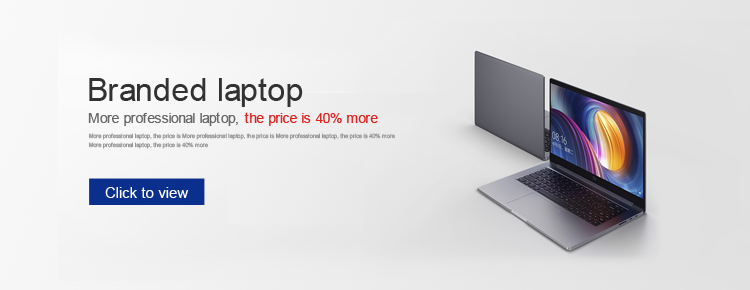 Branded laptop
More professional laptop, the price is 40% more
More professional laptop, the price is More professional laptop, the price is More professional laptop, the price is 40% more
More professional laptop, the price is 40% more
Click to view
08:16